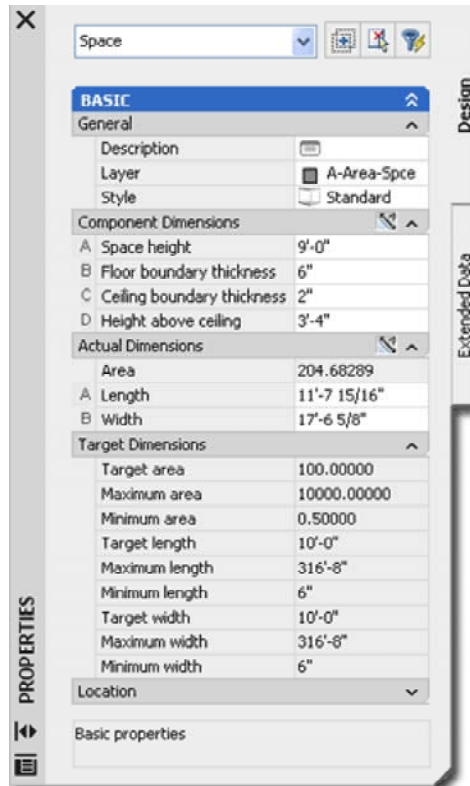 Space
BASIC
General
Description
Layer A-Area-Spce
Style Standard
Component Dimensions
A Space height 9'-0"
B Floor boundary thickness 6"
C Ceiling boundary thickness 2"
D Height above ceiling 3'-4"
Actual Dimensions
Area 204.68289
A Length 11'-7 15/16"
B Width 17'-6 5/8"
Target Dimensions
Target area 100.00000
Maximum area 10000.00000
Minimum area 0.50000
Target length 10'-0"
Maximum length 316'-8"
Minimum length 6"
Target width 10'-0"
Maximum width 316'-8"
Minimum width 6"
Location
Basic properties
PROPERTIES
Design
Extended Data